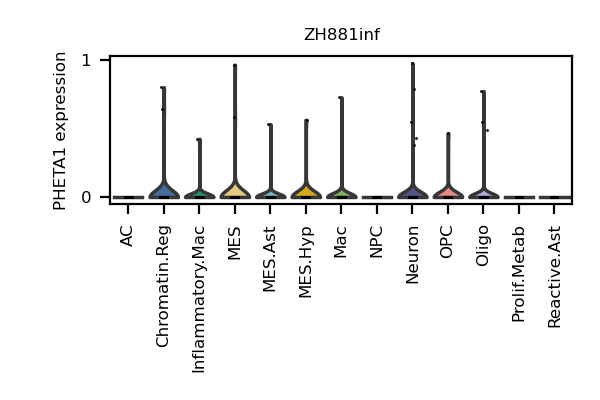 ZH881inf
PHETA1 expression
1
0
AC
Chromatin.Reg
Inflammatory.Mac
MES
MES.Ast
MES.Hyp
Mac
NPC
Neuron
OPC
Oligo
Prolif.Metab
Reactive.Ast